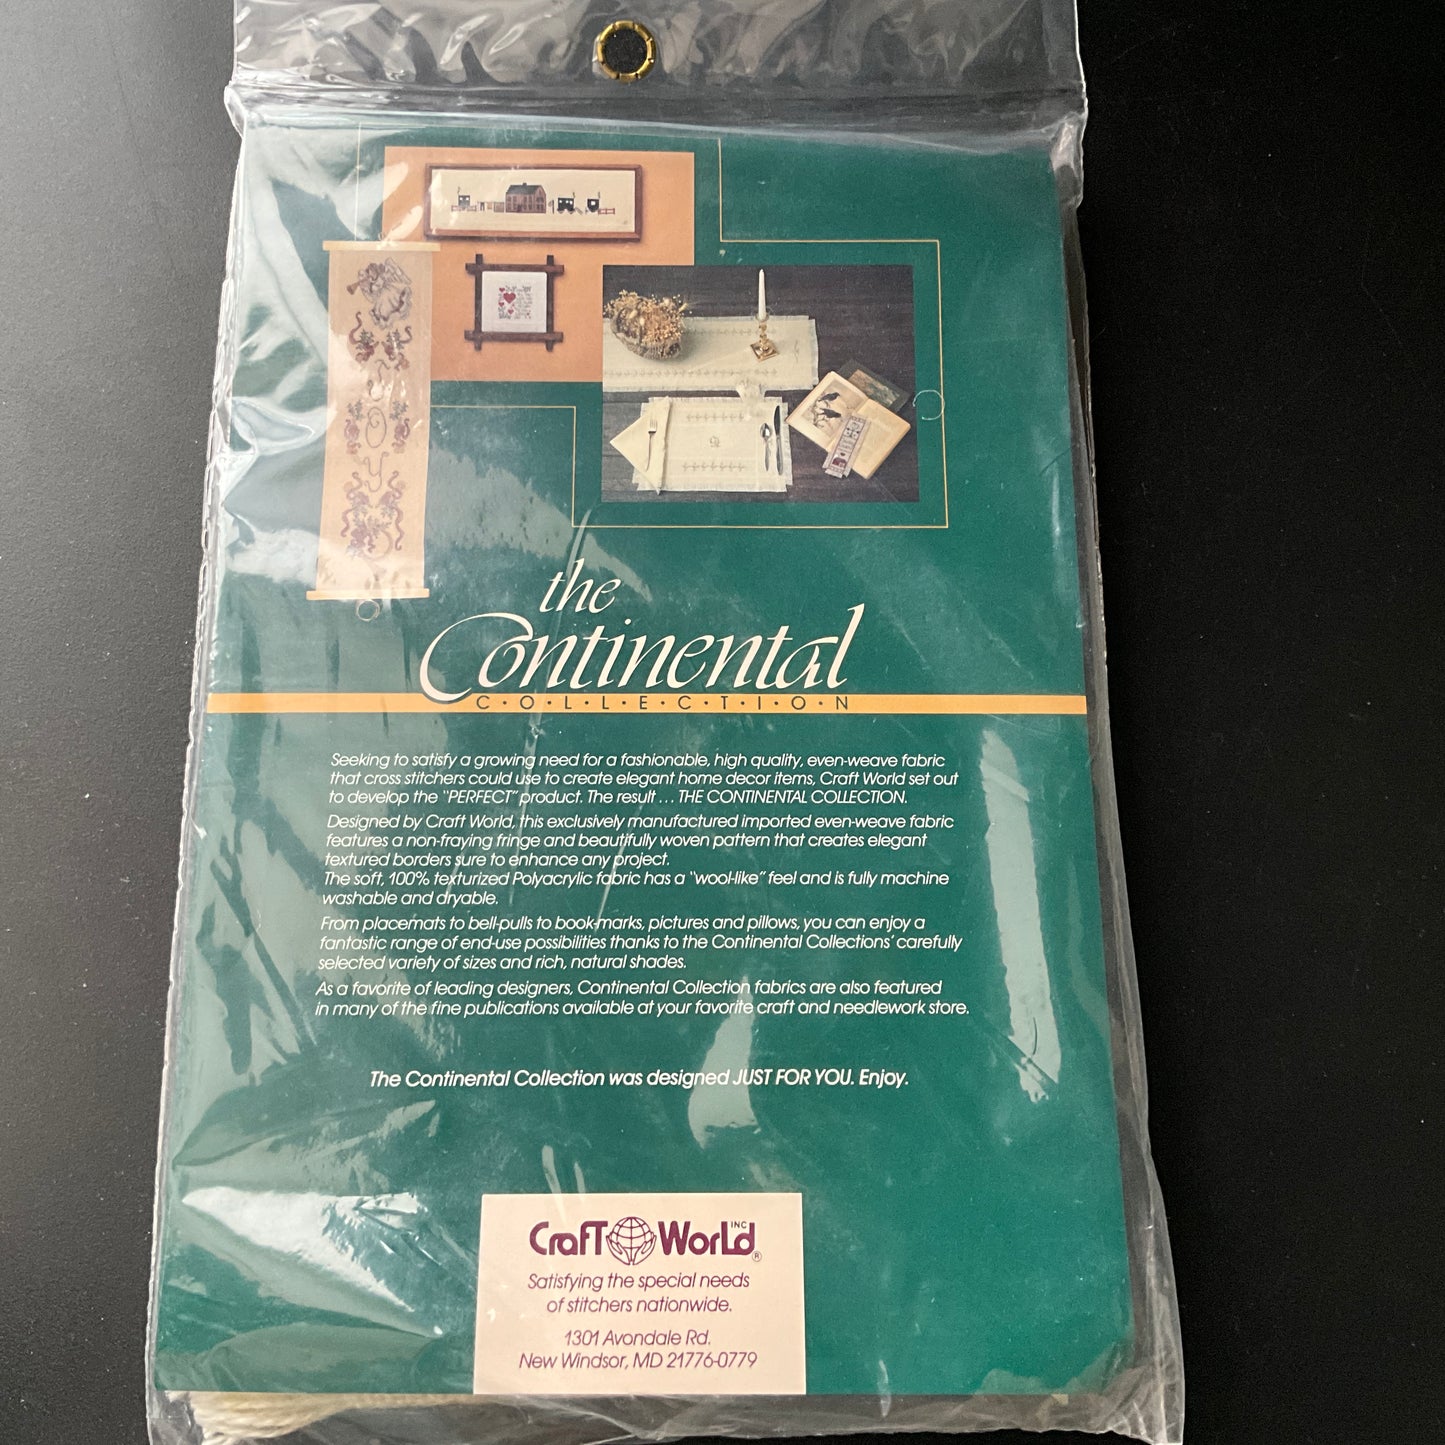 the
Continental
C·O·L·L·E·C·T·I·O·N
Seeking to satisfy a growing need for a fashionable, high quality, even-weave fabric
that cross stitchers could use to create elegant home decor items, Craft World set out
to develop the "PERFECT" product. The result . . . THE CONTINENTAL COLLECTION.
Designed by Craft World, this exclusively manufactured imported even-weave fabric
features a non-fraying fringe and beautifully woven pattern that creates elegant
textured borders sure to enhance any project.
The soft, 100% texturized Polyacrylic fabric has a "wool-like" feel and is fully machine
washable and dryable.
From placemats to bell-pulls to book-marks, pictures and pillows, you can enjoy a
fantastic range of end-use possibilities thanks to the Continental Collections' carefully
selected variety of sizes and rich, natural shades.
As a favorite of leading designers, Continental Collection fabrics are also featured
in many of the fine publications available at your favorite craft and needlework store.
The Continental Collection was designed JUST FOR YOU. Enjoy.
CrafT World INC ®
Satisfying the special needs
of stitchers nationwide.
1301 Avondale Rd.
New Windsor, MD 21776-0779